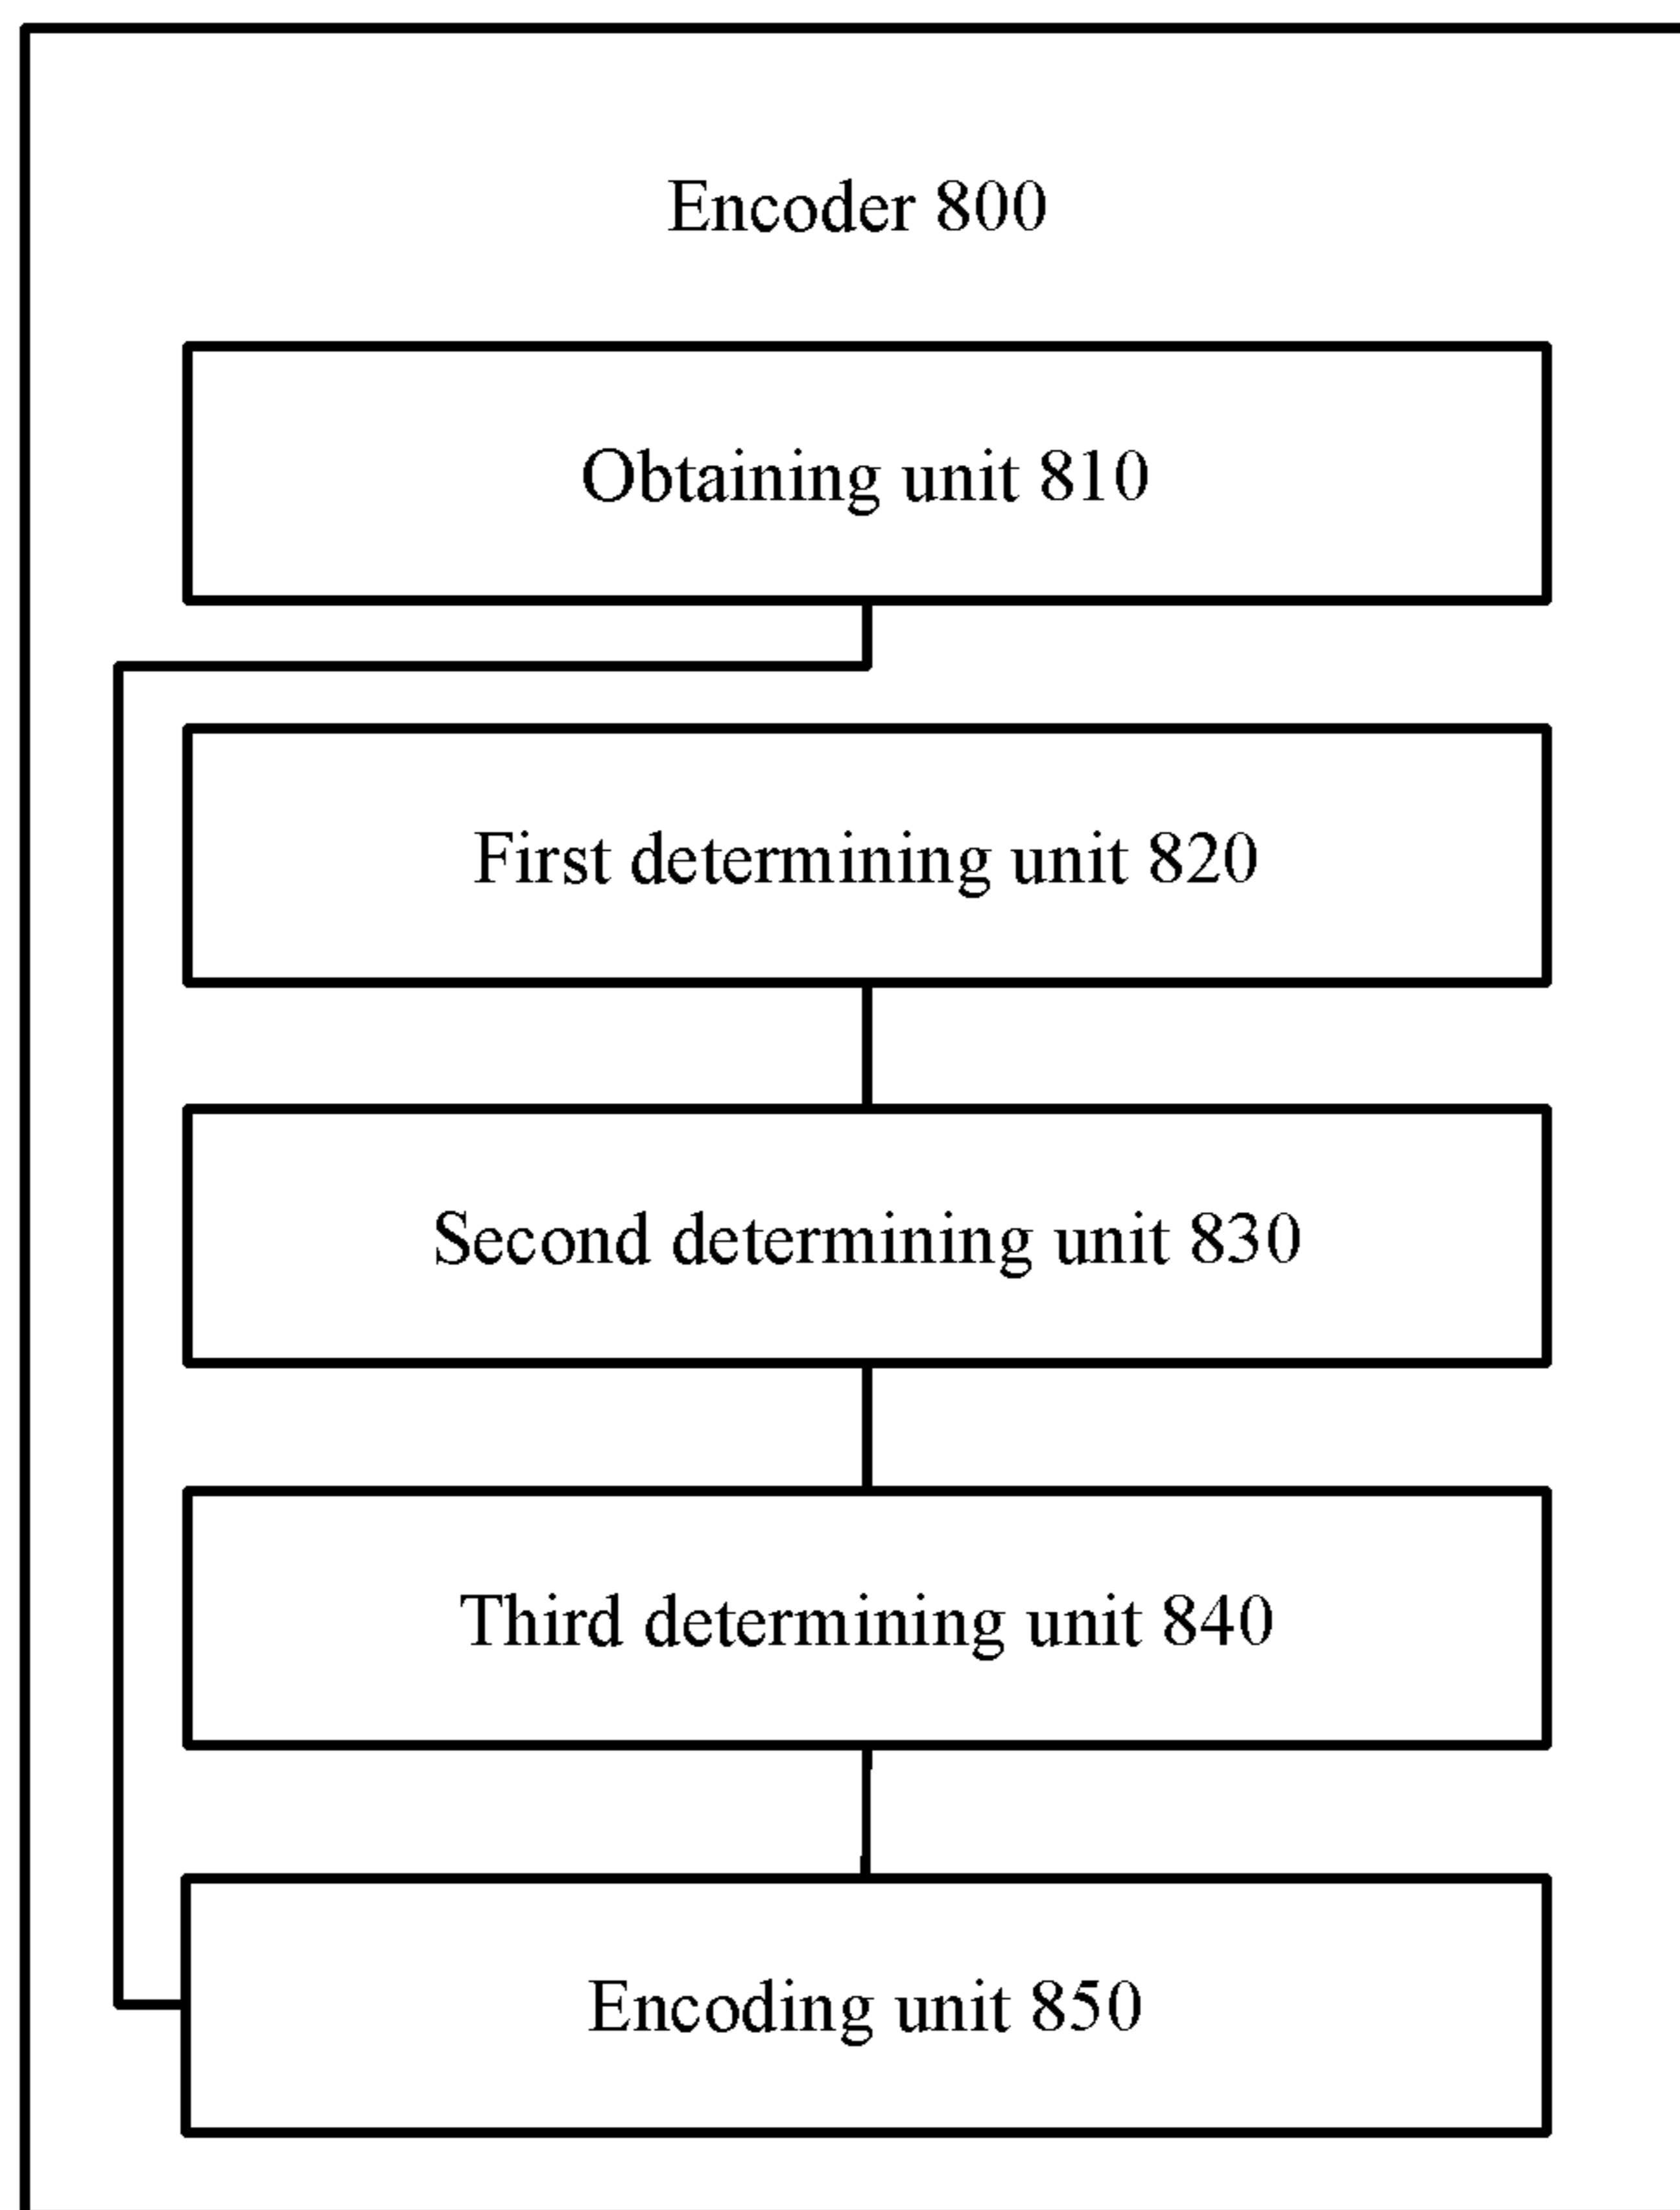 Encoder 800
Obtaining unit 810
First determining unit 820
Second determining unit 830
Third determining unit 840
Encoding unit 850